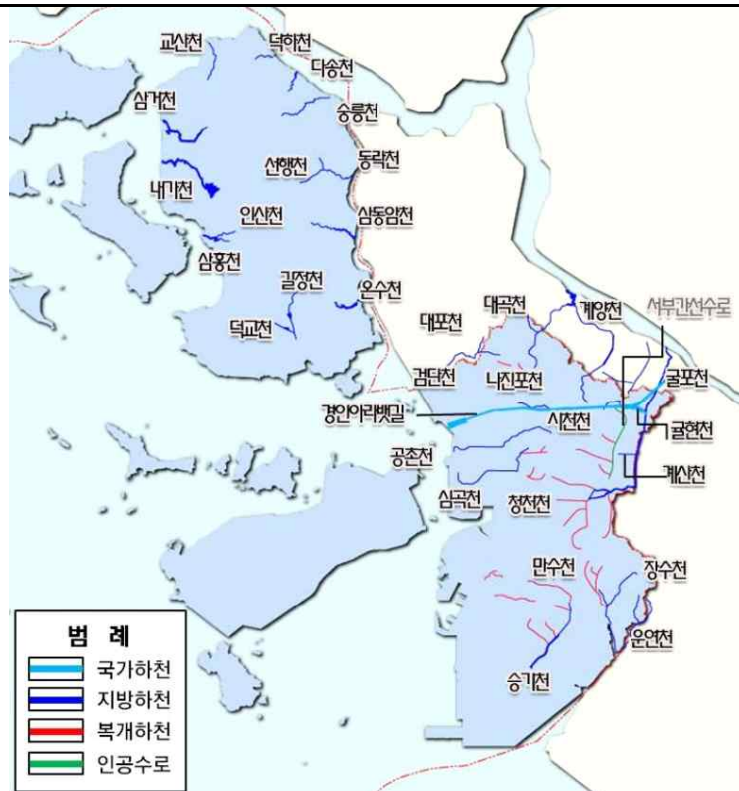 교산천
덕하천
다송천
삼거천
숭릉천
선행천
동락천
내가천
인산천
삼동암천
삼흥천
길정천
온수천
덕교천
대포천
대곡천
계양천
서부간선수로
검단천
나진포천
굴포천
경인아라뱃길
시천천
귤현천
공촌천
계산천
심곡천
청천천
만수천
장수천
운연천
승기천
범 례
국가하천
지방하천
복개하천
인공수로